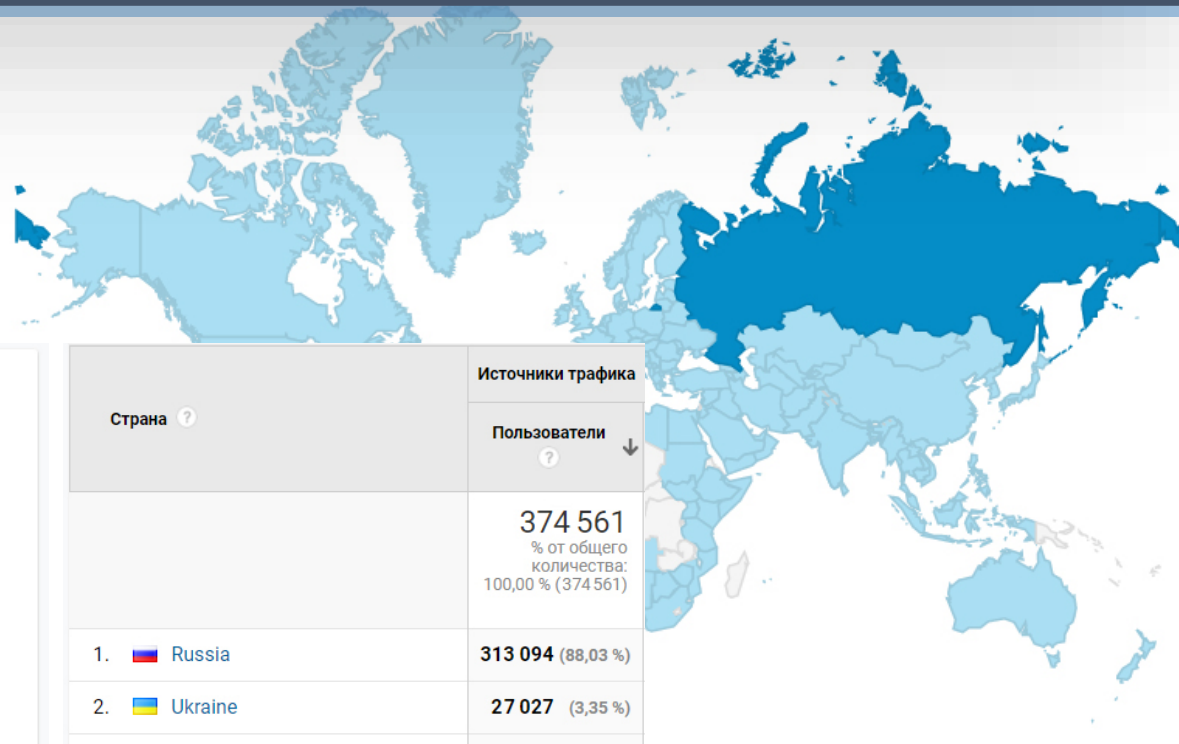 Страна ?
Источники трафика
Пользователи
?
374 561
% от общего
количества:
100,00 % (374 561)
1. Russia 313 094 (88,03 %)
2. Ukraine 27 027 (3,35 %)